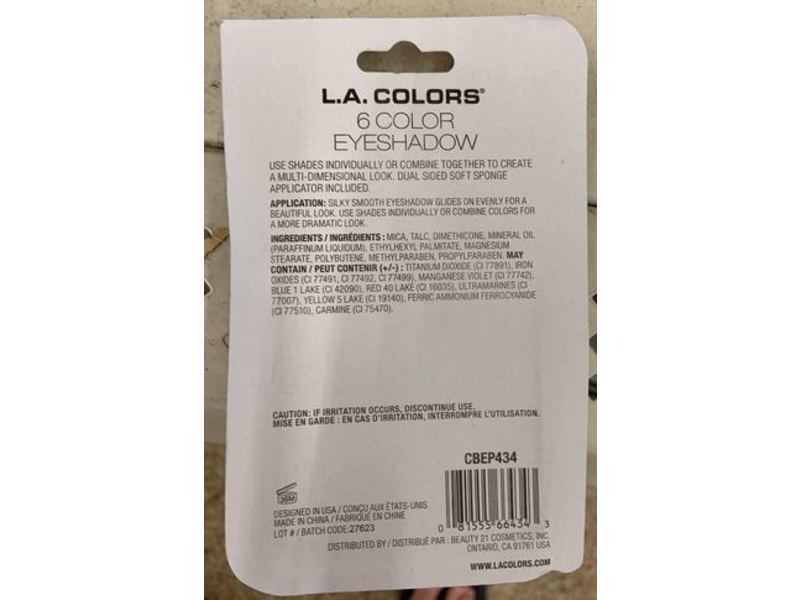 L.A. COLORS®
6 COLOR
EYESHADOW
USE SHADES INDIVIDUALLY OR COMBINE TOGETHER TO CREATE
A MULTI-DIMENSIONAL LOOK. DUAL SIDED SOFT SPONGE
APPLICATOR INCLUDED.
APPLICATION: SILKY SMOOTH EYESHADOW GLIDES ON EVENLY FOR A
BEAUTIFUL LOOK. USE SHADES INDIVIDUALLY OR COMBINE COLORS FOR
A MORE DRAMATIC LOOK.
INGREDIENTS / INGRÉDIENTS : MICA, TALC, DIMETHICONE, MINERAL OIL
(PARAFFINUM LIQUIDUM), ETHYLHEXYL PALMITATE, MAGNESIUM
STEARATE, POLYBUTENE, METHYLPARABEN, PROPYLPARABEN. MAY
CONTAIN / PEUT CONTENIR (+/-) : TITANIUM DIOXIDE (CI 77891), IRON
OXIDES (CI 77491, CI 77492, CI 77499), MANGANESE VIOLET (CI 77742),
BLUE 1 LAKE (CI 42090), RED 40 LAKE (CI 16035), ULTRAMARINES (CI
77007), YELLOW 5 LAKE (CI 19140), FERRIC AMMONIUM FERROCYANIDE
(CI 77510), CARMINE (CI 75470).
CAUTION: IF IRRITATION OCCURS, DISCONTINUE USE.
MISE EN GARDE : EN CAS D'IRRITATION, INTERROMPRE L'UTILISATION.
CBEP434
36M
DESIGNED IN USA / CONÇU AUX ÉTATS-UNIS
MADE IN CHINA / FABRIQUÉ EN CHINE
LOT # / BATCH CODE:27623
0 81555 66434 3
DISTRIBUTED BY / DISTRIBUÉ PAR : BEAUTY 21 COSMETICS, INC.
ONTARIO, CA 91761 USA
WWW.LACOLORS.COM